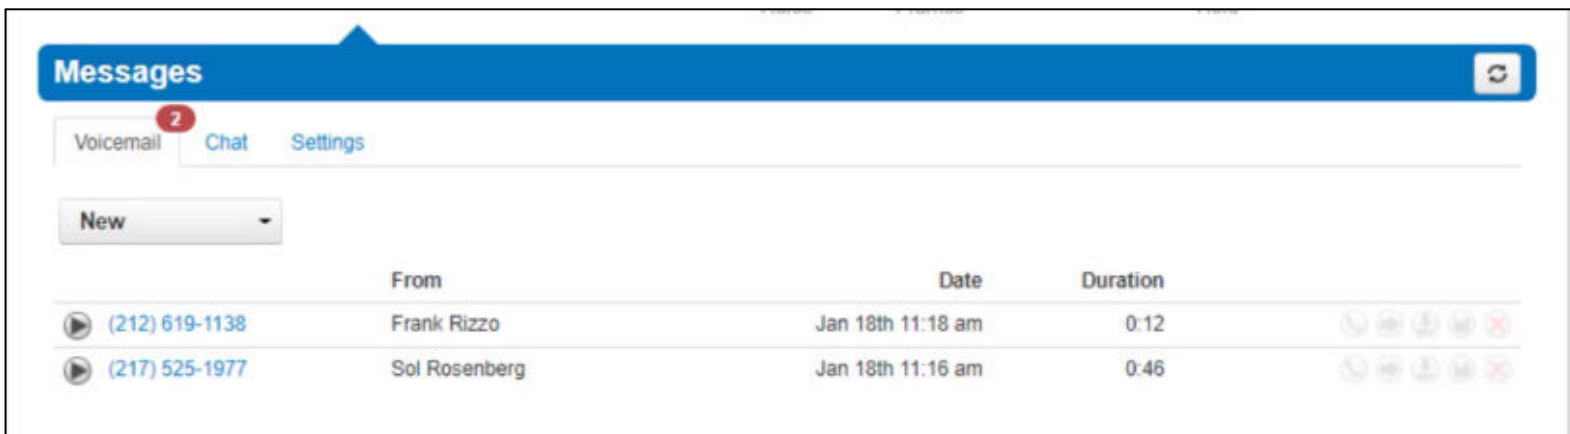 Messages
2
Voicemail Chat Settings
New
From Date Duration
(212) 619-1138 Frank Rizzo Jan 18th 11:18 am 0:12
(217) 525-1977 Sol Rosenberg Jan 18th 11:16 am 0:46